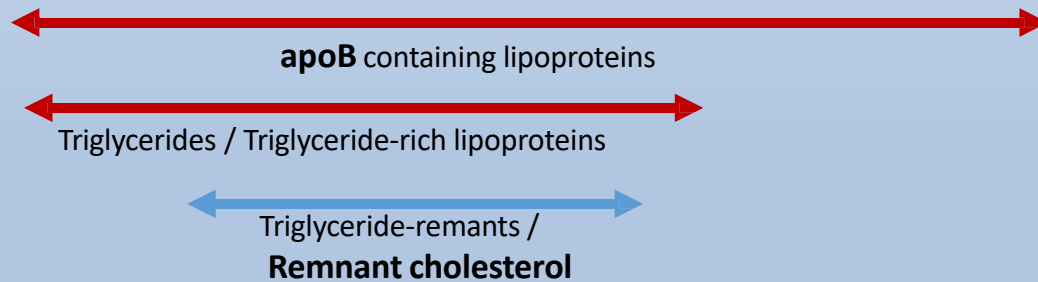 apoB containing lipoproteins
Triglycerides / Triglyceride-rich lipoproteins
Triglyceride-remants /
Remnant cholesterol